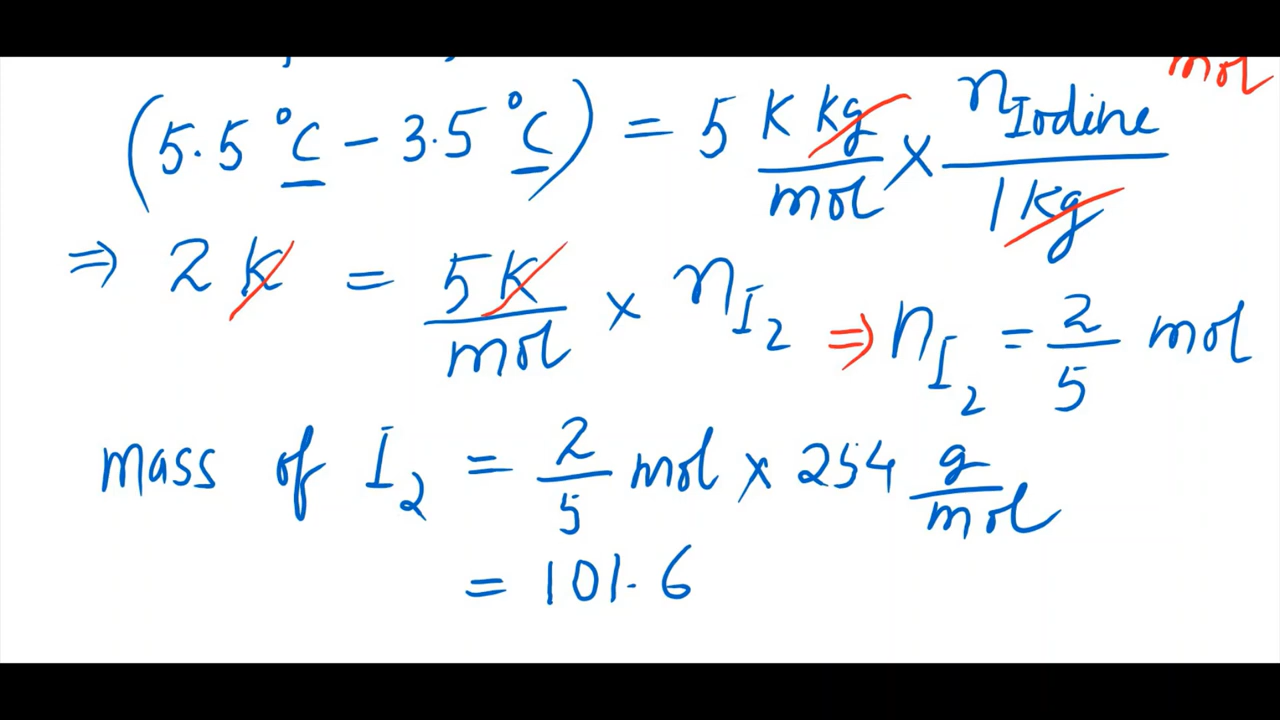 mol
(5.5 °C – 3.5 °C) = 5 K kg/mol × n_Iodine/1 kg
⇒ 2 K = 5 K/mol × n_I₂ ⇒ n_I₂ = 2/5 mol
mass of I₂ = 2/5 mol × 254 g/mol
= 101.6